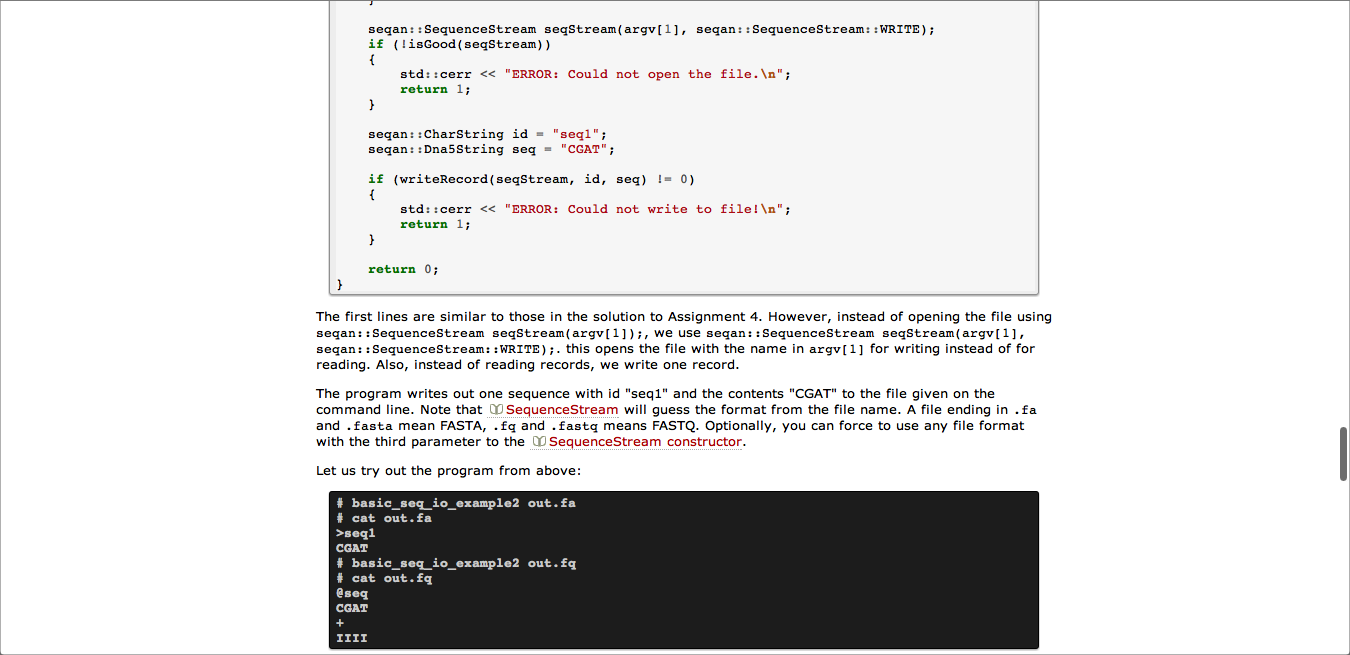 }
seqan::SequenceStream seqStream(argv[1], seqan::SequenceStream::WRITE);
if (!isGood(seqStream))
{
std::cerr << "ERROR: Could not open the file.\n";
return 1;
}
seqan::CharString id = "seq1";
seqan::Dna5String seq = "CGAT";
if (writeRecord(seqStream, id, seq) != 0)
{
std::cerr << "ERROR: Could not write to file!\n";
return 1;
}
return 0;
}
The first lines are similar to those in the solution to Assignment 4. However, instead of opening the file using
seqan::SequenceStream seqStream(argv[1]);, we use seqan::SequenceStream seqStream(argv[1],
seqan::SequenceStream::WRITE);. this opens the file with the name in argv[1] for writing instead of for
reading. Also, instead of reading records, we write one record.
The program writes out one sequence with id "seq1" and the contents "CGAT" to the file given on the
command line. Note that SequenceStream will guess the format from the file name. A file ending in .fa
and .fasta mean FASTA, .fq and .fastq means FASTQ. Optionally, you can force to use any file format
with the third parameter to the SequenceStream constructor.
Let us try out the program from above:
# basic_seq_io_example2 out.fa
# cat out.fa
>seq1
CGAT
# basic_seq_io_example2 out.fq
# cat out.fq
@seq
CGAT
+
IIII